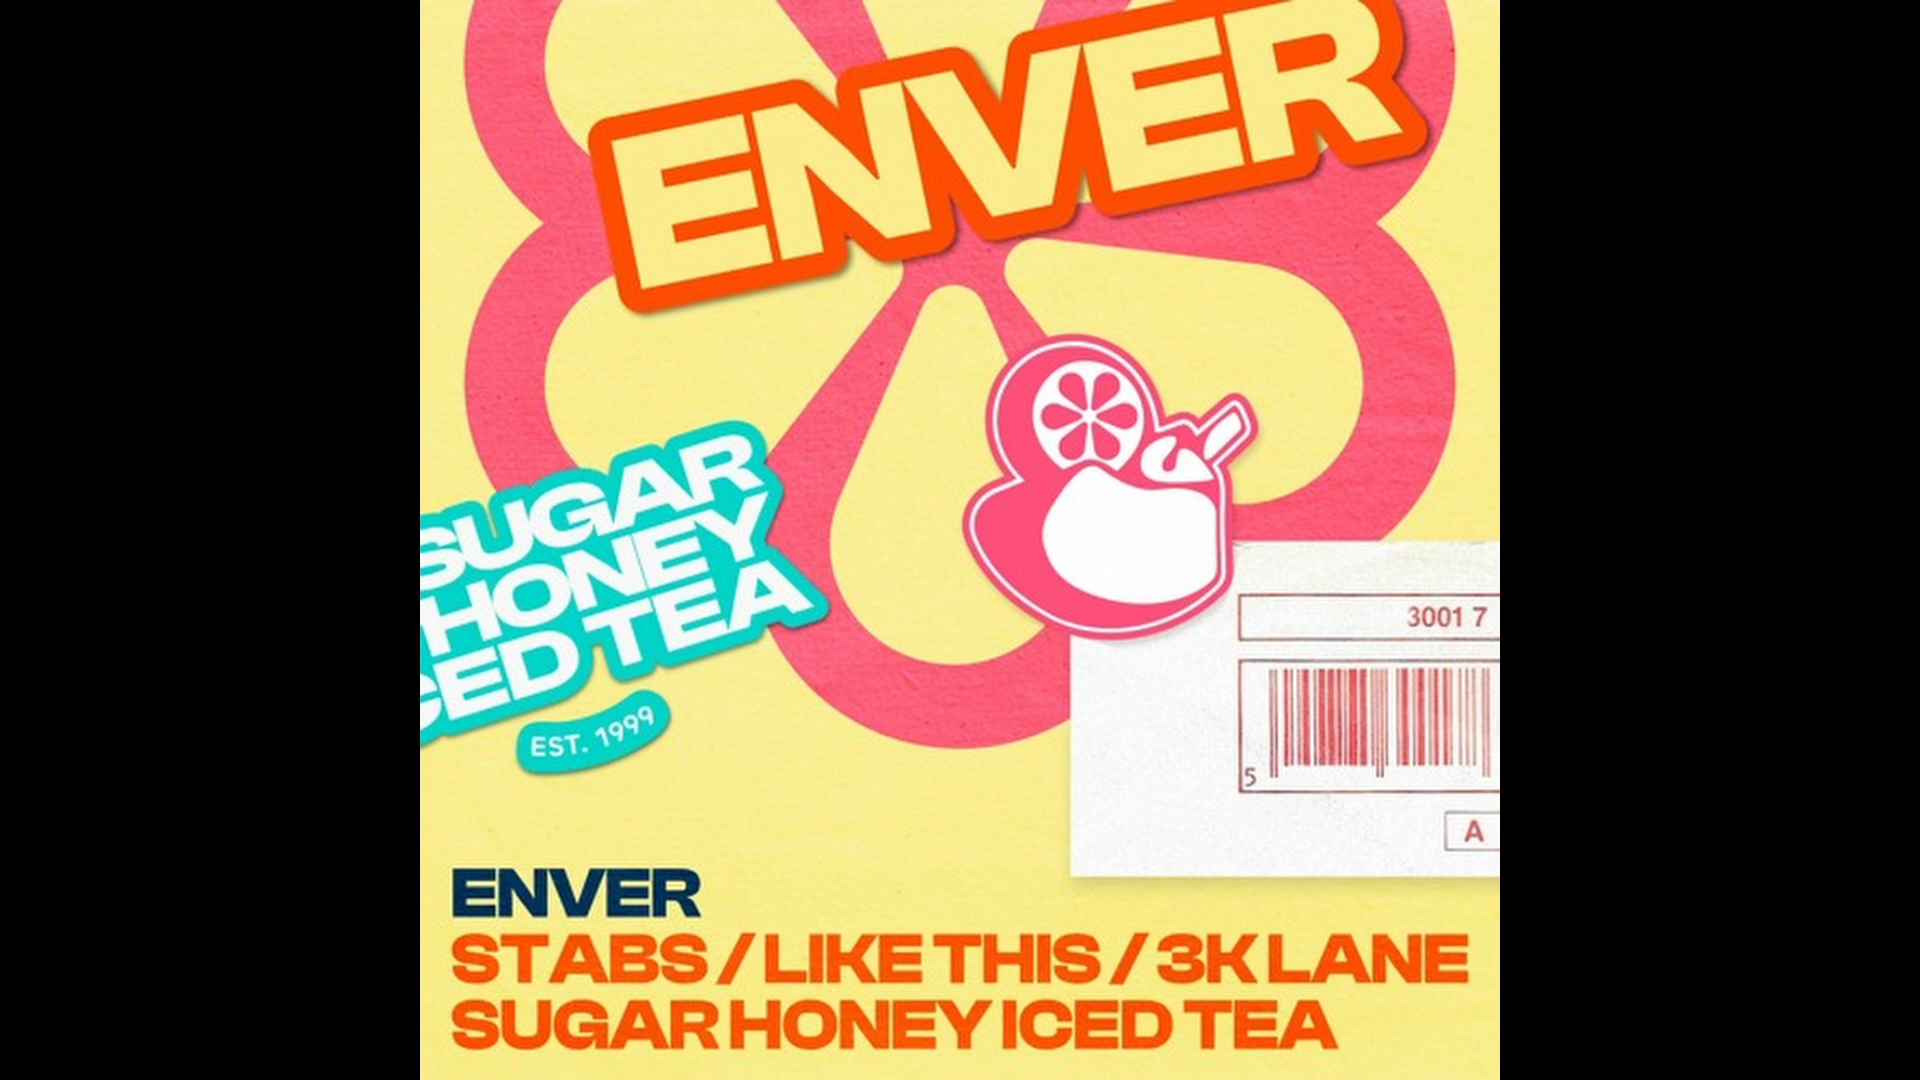 ENVER
SUGAR
HONEY
ICED TEA
EST. 1999
3001 7
5
A
ENVER
STABS / LIKE THIS / 3K LANE
SUGAR HONEY ICED TEA